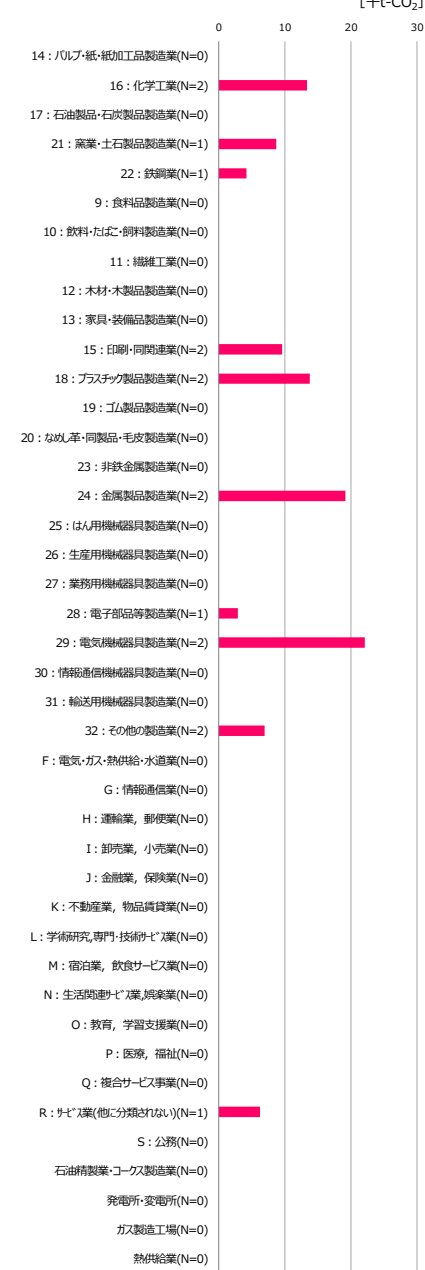 [千t-CO₂]
0 10 20 30
14：パルプ・紙・紙加工品製造業(N=0)
16：化学工業(N=2)
17：石油製品・石炭製品製造業(N=0)
21：窯業・土石製品製造業(N=1)
22：鉄鋼業(N=1)
9：食料品製造業(N=0)
10：飲料・たばこ・飼料製造業(N=0)
11：繊維工業(N=0)
12：木材・木製品製造業(N=0)
13：家具・装備品製造業(N=0)
15：印刷・同関連業(N=2)
18：プラスチック製品製造業(N=2)
19：ゴム製品製造業(N=0)
20：なめし革・同製品・毛皮製造業(N=0)
23：非鉄金属製造業(N=0)
24：金属製品製造業(N=2)
25：はん用機械器具製造業(N=0)
26：生産用機械器具製造業(N=0)
27：業務用機械器具製造業(N=0)
28：電子部品等製造業(N=1)
29：電気機械器具製造業(N=2)
30：情報通信機械器具製造業(N=0)
31：輸送用機械器具製造業(N=0)
32：その他の製造業(N=2)
F：電気・ガス・熱供給・水道業(N=0)
G：情報通信業(N=0)
H：運輸業，郵便業(N=0)
I：卸売業，小売業(N=0)
J：金融業，保険業(N=0)
K：不動産業，物品賃貸業(N=0)
L：学術研究,専門・技術ｻｰﾋﾞｽ業(N=0)
M：宿泊業，飲食サービス業(N=0)
N：生活関連ｻｰﾋﾞｽ業,娯楽業(N=0)
O：教育，学習支援業(N=0)
P：医療，福祉(N=0)
Q：複合サービス事業(N=0)
R：ｻｰﾋﾞｽ業(他に分類されない)(N=1)
S：公務(N=0)
石油精製業・コークス製造業(N=0)
発電所・変電所(N=0)
ガス製造工場(N=0)
熱供給業(N=0)